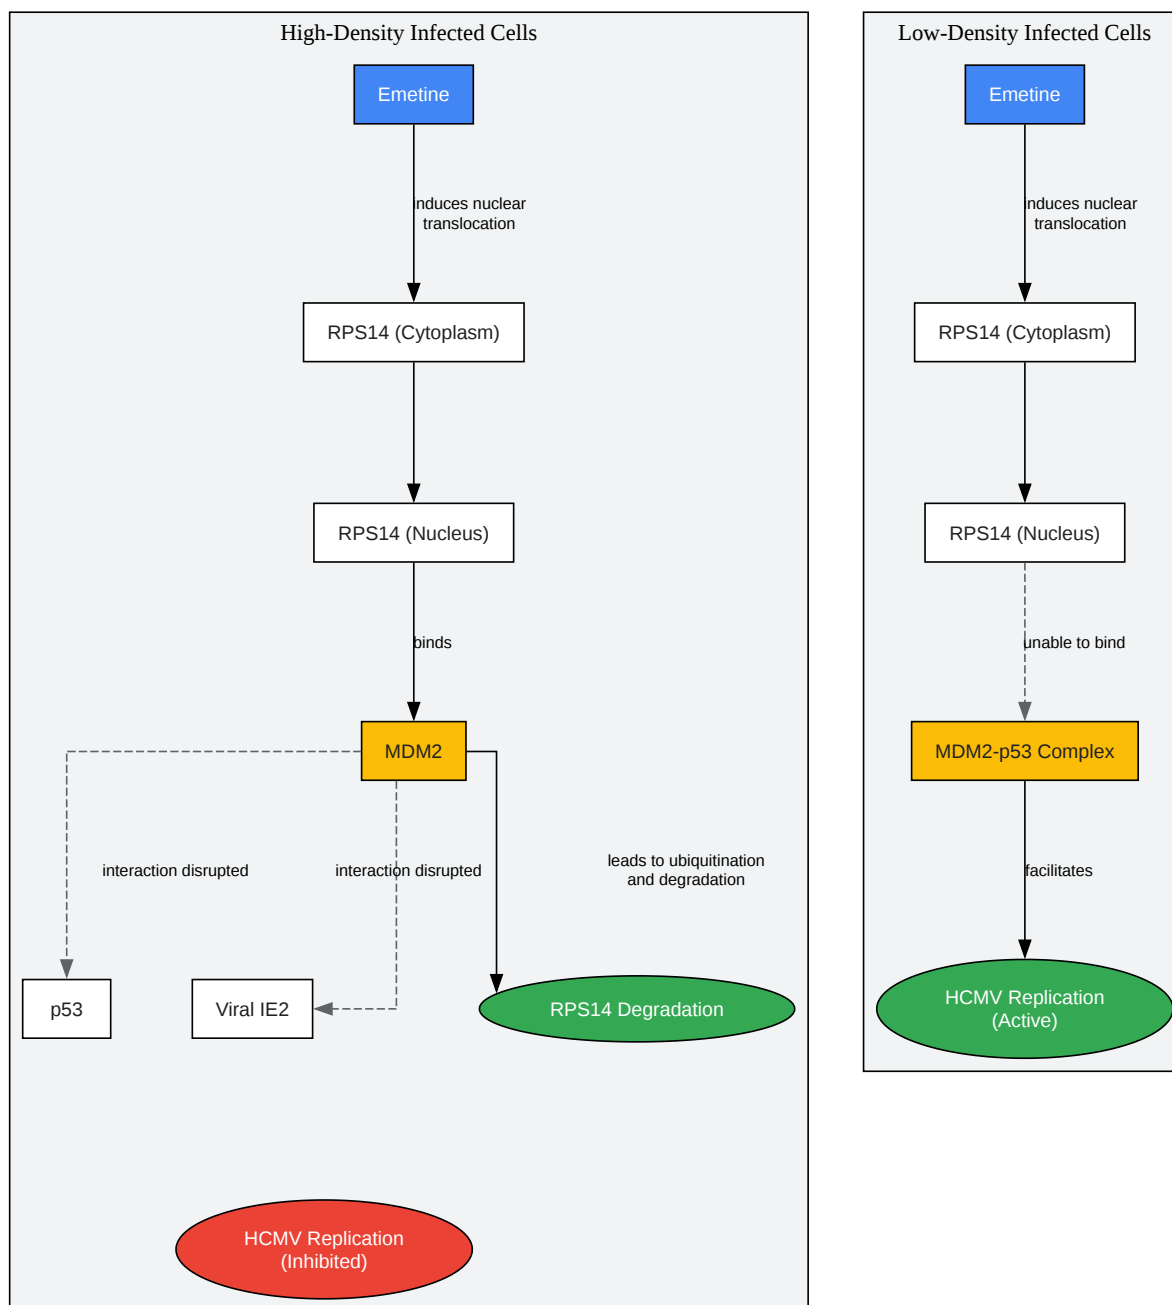 High-Density Infected Cells
Emetine
induces nuclear
translocation
RPS14 (Cytoplasm)
RPS14 (Nucleus)
binds
MDM2
interaction disrupted
interaction disrupted
leads to ubiquitination
and degradation
p53
Viral IE2
RPS14 Degradation
HCMV Replication
(Inhibited)
Low-Density Infected Cells
Emetine
induces nuclear
translocation
RPS14 (Cytoplasm)
RPS14 (Nucleus)
unable to bind
MDM2-p53 Complex
facilitates
HCMV Replication
(Active)